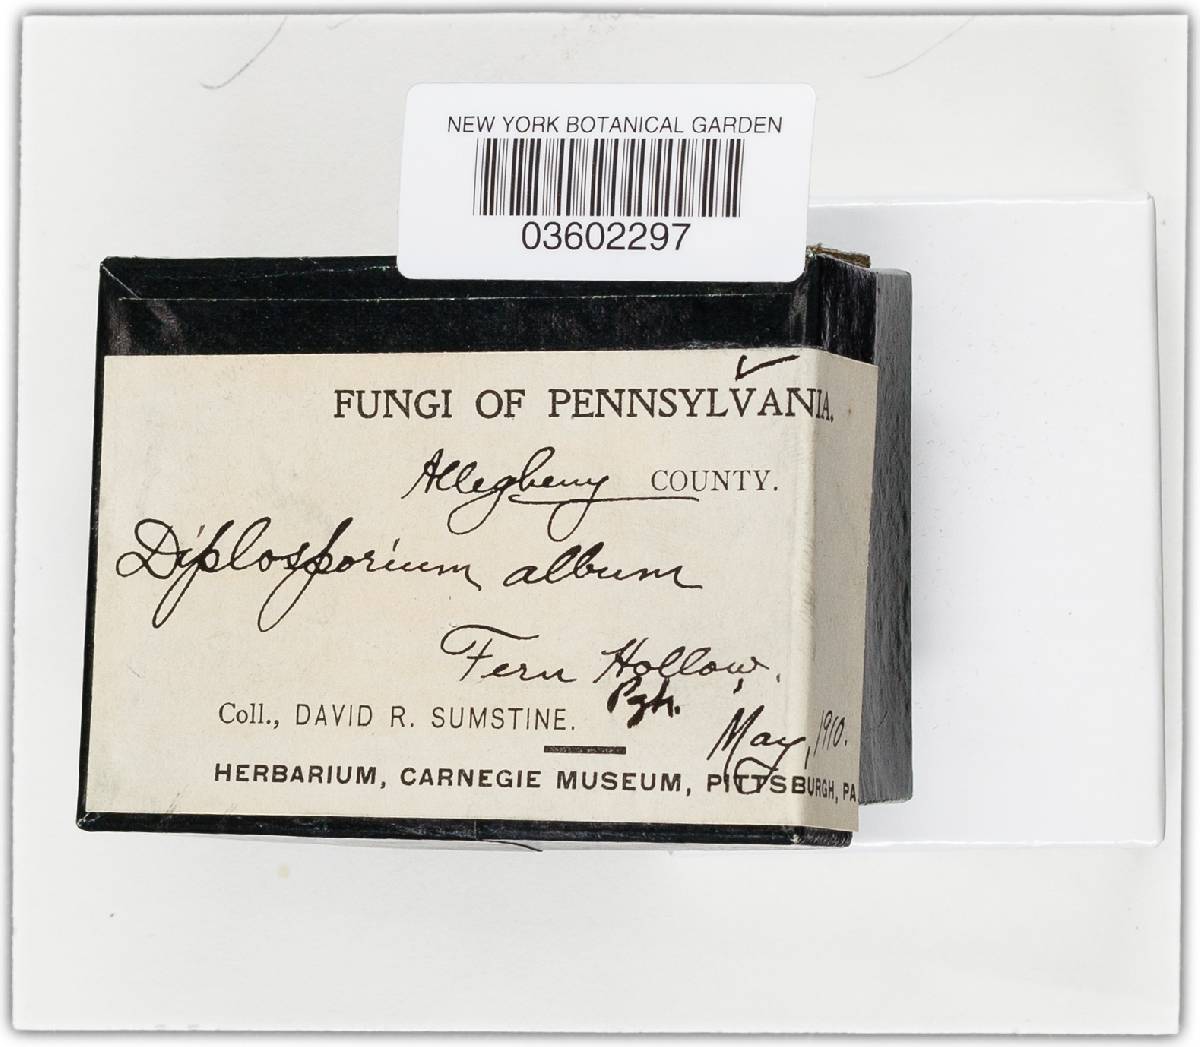 NEW YORK BOTANICAL GARDEN
03602297
FUNGI OF PENNSYLVANIA.
Allegheny COUNTY.
Diplosporium album
Fern Hollow.
Pgh.
Coll., DAVID R. SUMSTINE.
May, 1910.
HERBARIUM, CARNEGIE MUSEUM, PITTSBURGH, PA